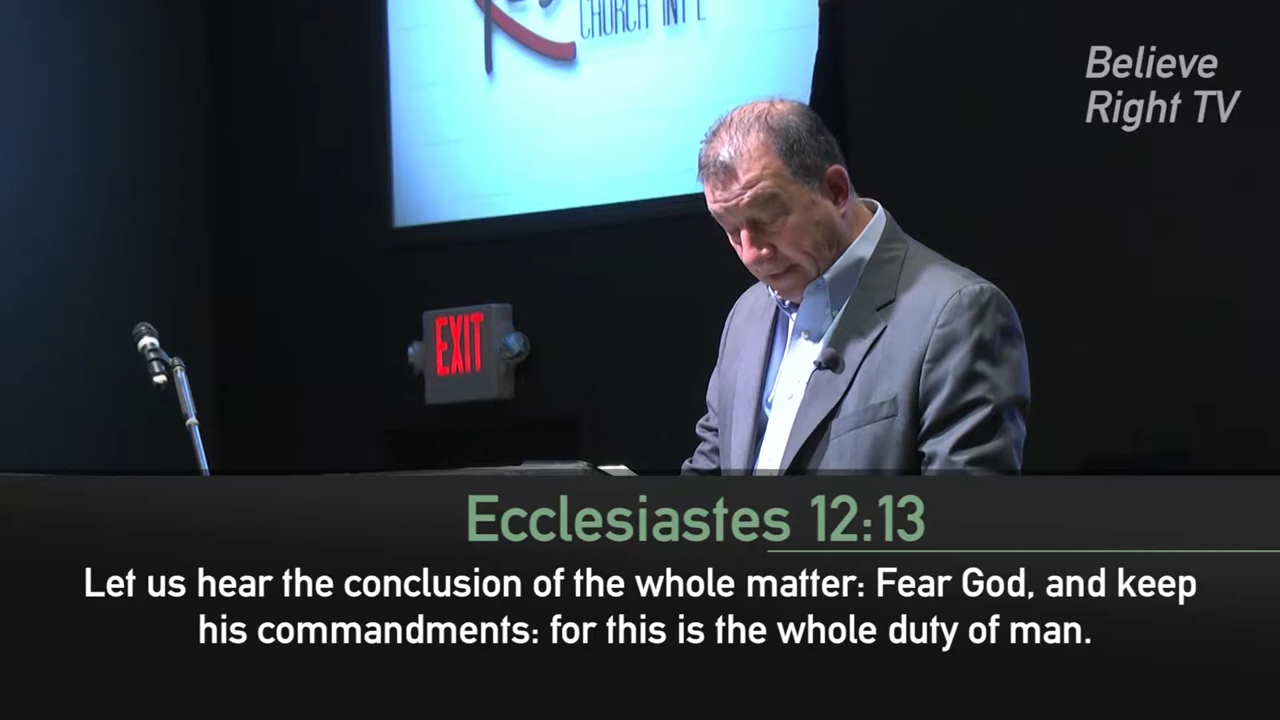 CHURCH INT'L
Believe
Right TV
EXIT
Ecclesiastes 12:13
Let us hear the conclusion of the whole matter: Fear God, and keep
his commandments: for this is the whole duty of man.